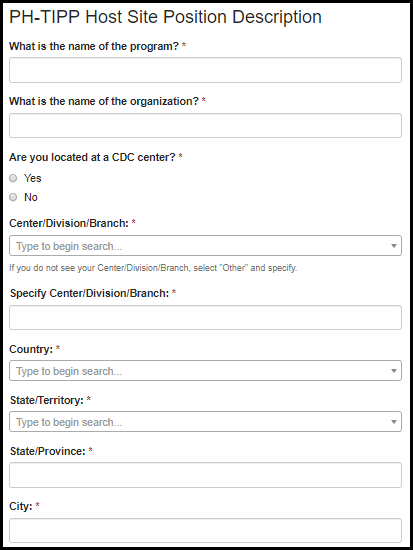 PH-TIPP Host Site Position Description
What is the name of the program? *
What is the name of the organization? *
Are you located at a CDC center? *
Yes
No
Center/Division/Branch: *
Type to begin search...
If you do not see your Center/Division/Branch, select "Other" and specify.
Specify Center/Division/Branch: *
Country: *
Type to begin search...
State/Territory: *
Type to begin search...
State/Province: *
City: *